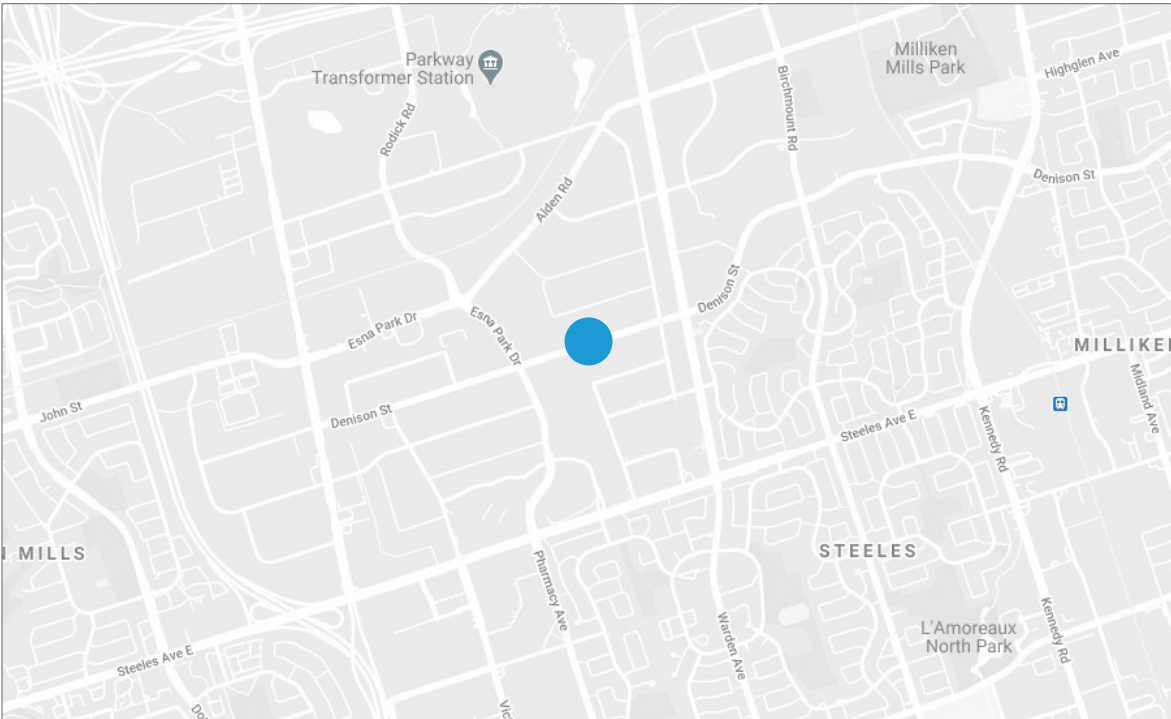 Milliken
Mills Park
Parkway
Transformer Station
Highglen Ave
Birchmount Rd
Rodick Rd
Denison St
Alden Rd
Denison St
Esna Park Dr
Esna Park Dr
MILLIKE
Midland Ave
John St
Denison St
Kennedy Rd
Steeles Ave E
MILLS
STEELES
Pharmacy Ave
Warden Ave
Kennedy Rd
L'Amoreaux
North Park
Steeles Ave E
Vic